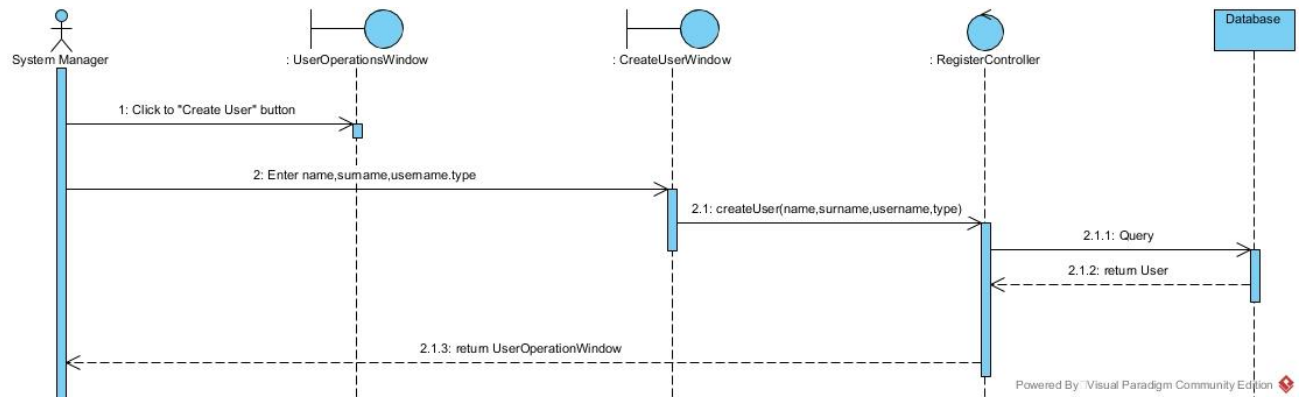 Database
System Manager
: UserOperationsWindow
: CreateUserWindow
: RegisterController
1: Click to "Create User" button
2: Enter name,surname,username.type
2.1: createUser(name,surname,username,type)
2.1.1: Query
2.1.2: return User
2.1.3: return UserOperationWindow
Powered By Visual Paradigm Community Edition